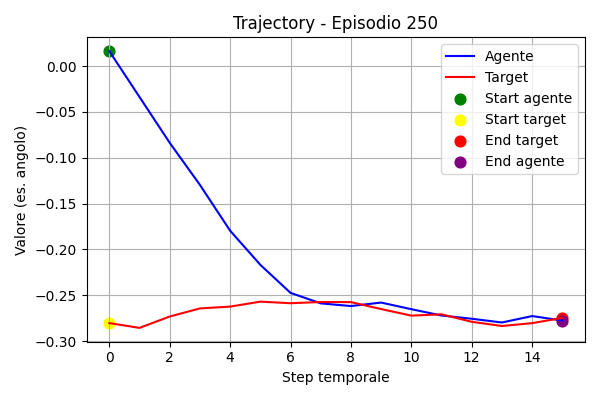 Trajectory - Episodio 250
Valore (es. angolo)
0.00
−0.05
−0.10
−0.15
−0.20
−0.25
−0.30
Agente
Target
Start agente
Start target
End target
End agente
0 2 4 6 8 10 12 14
Step temporale